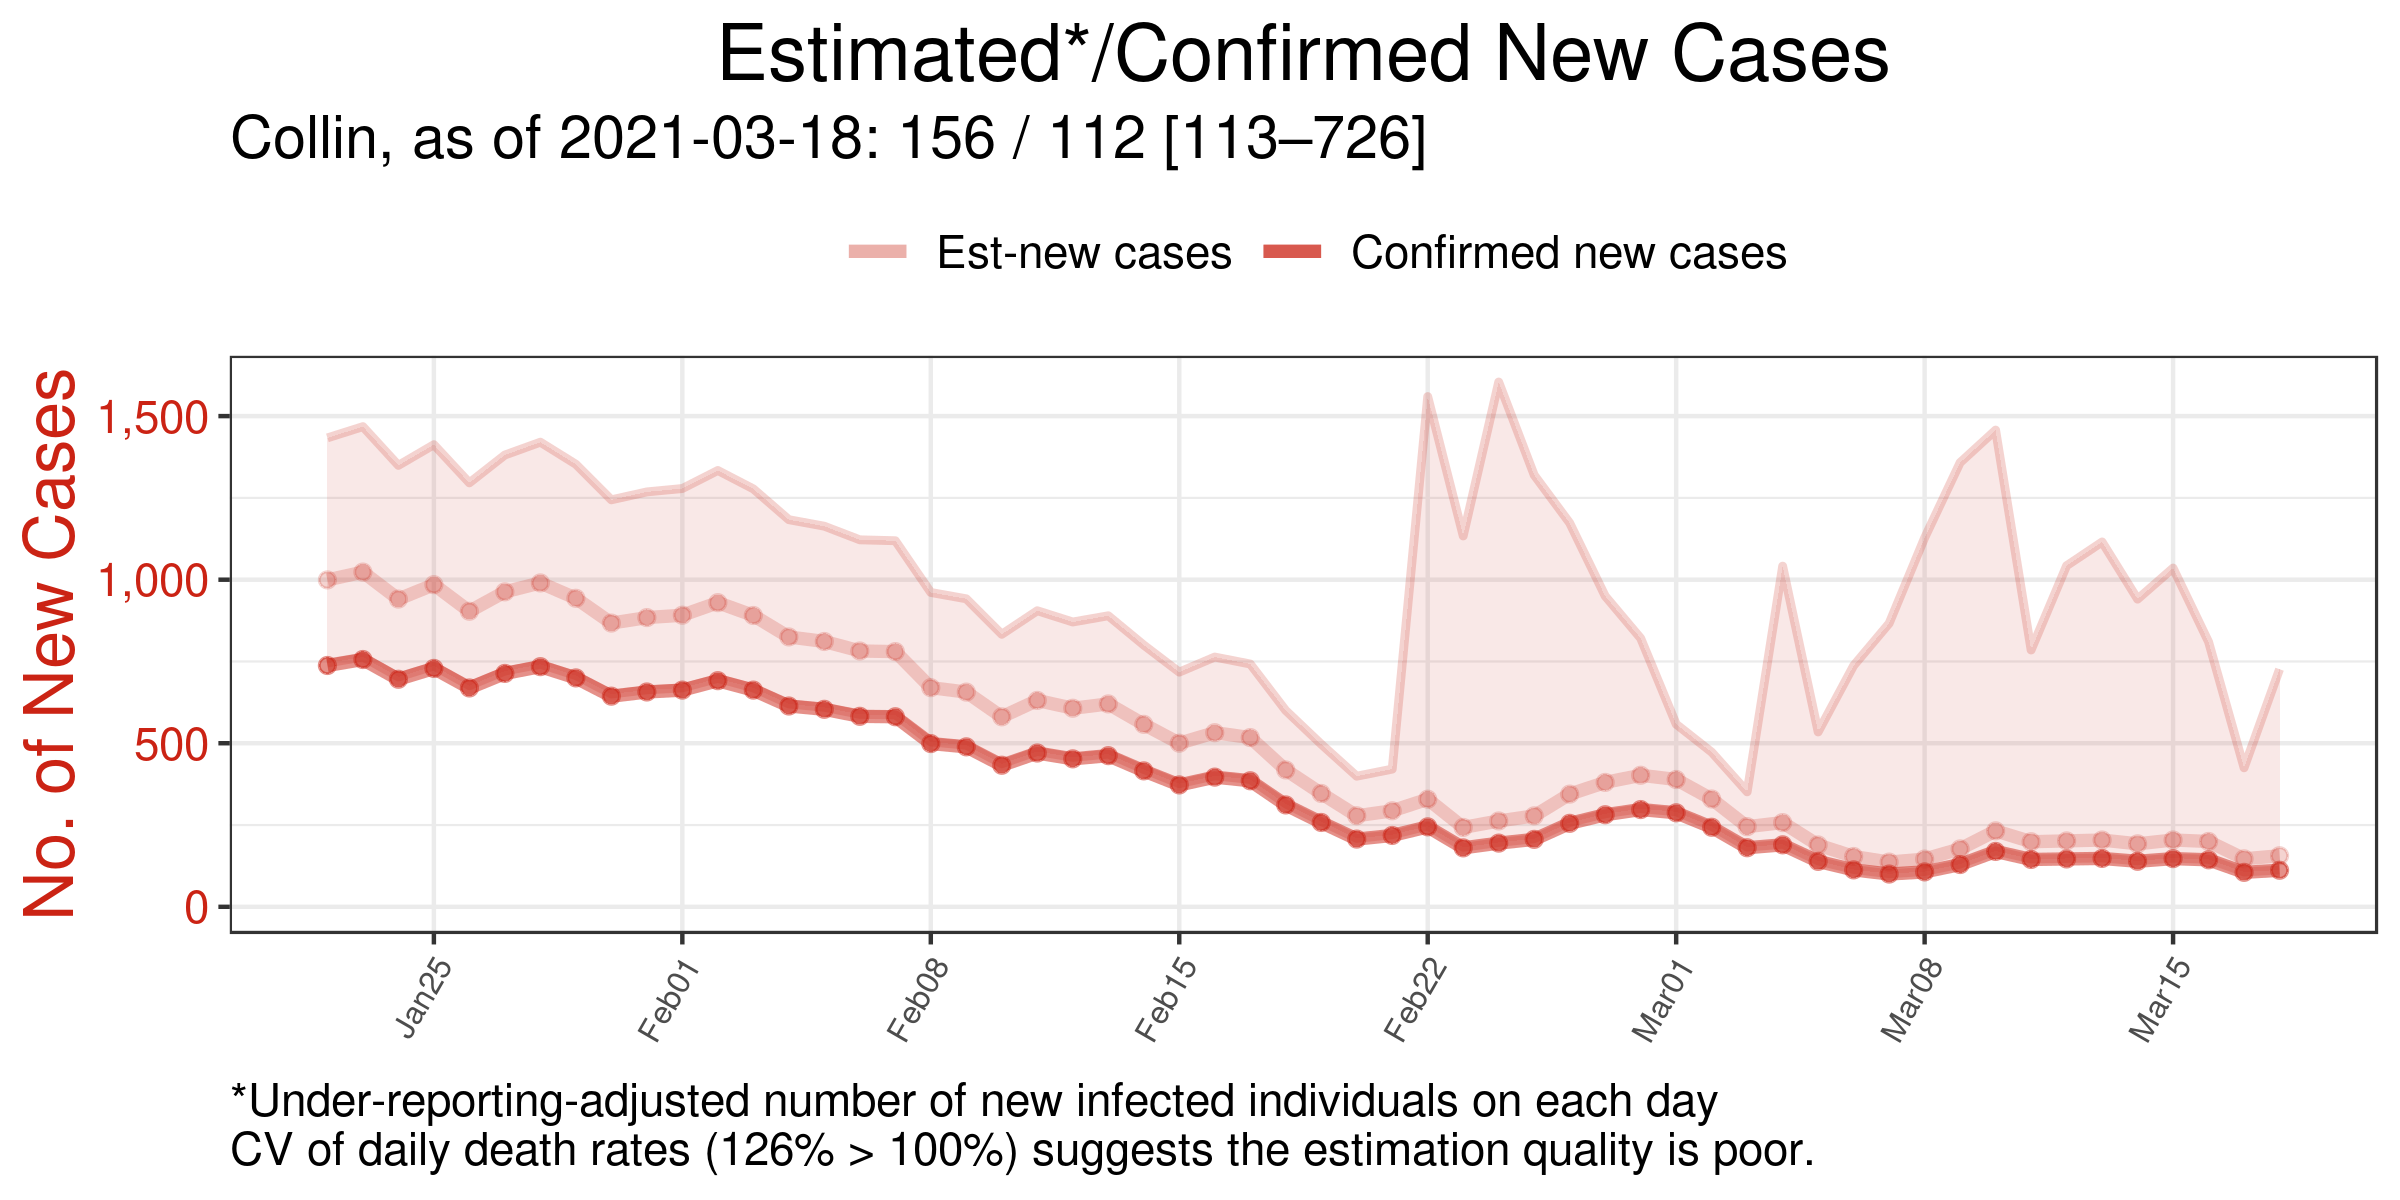 Estimated*/Confirmed New Cases
Collin, as of 2021-03-18: 156 / 112 [113–726]
Est-new cases Confirmed new cases
No. of New Cases
1,500
1,000
500
0
Jan25 Feb01 Feb08 Feb15 Feb22 Mar01 Mar08 Mar15
*Under-reporting-adjusted number of new infected individuals on each day
CV of daily death rates (126% > 100%) suggests the estimation quality is poor.